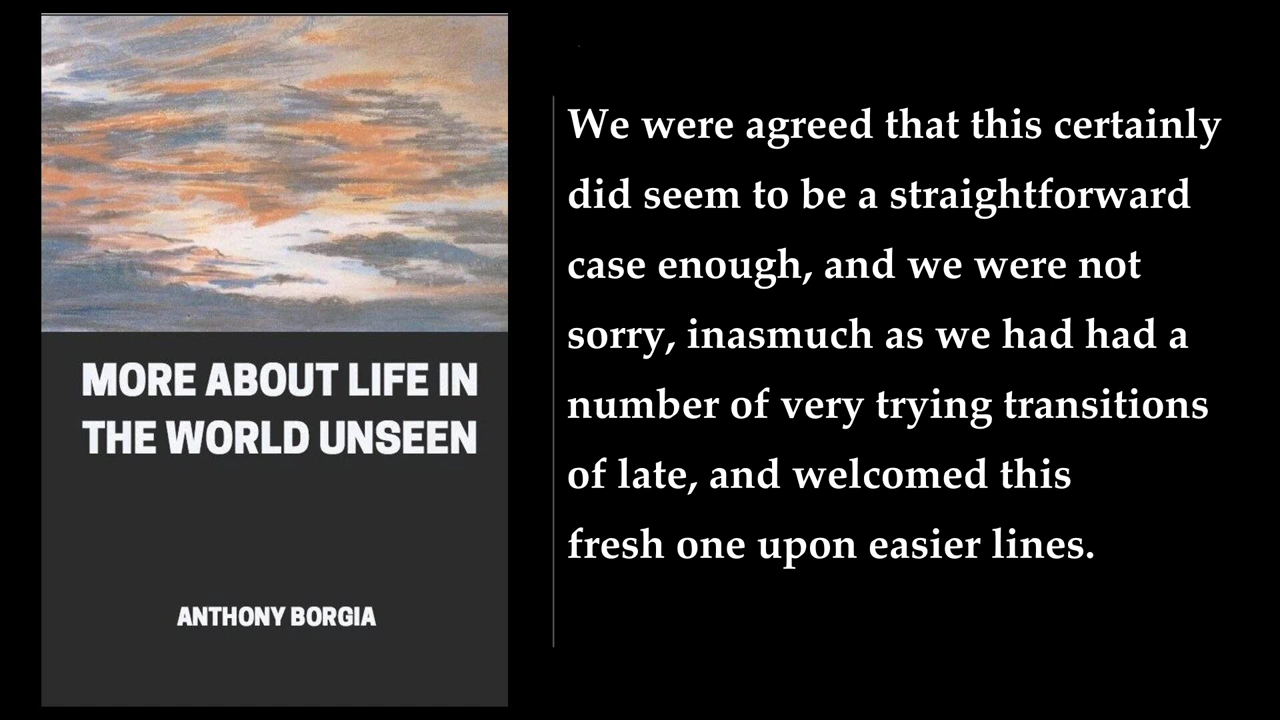 MORE ABOUT LIFE IN
THE WORLD UNSEEN
ANTHONY BORGIA
We were agreed that this certainly
did seem to be a straightforward
case enough, and we were not
sorry, inasmuch as we had had a
number of very trying transitions
of late, and welcomed this
fresh one upon easier lines.